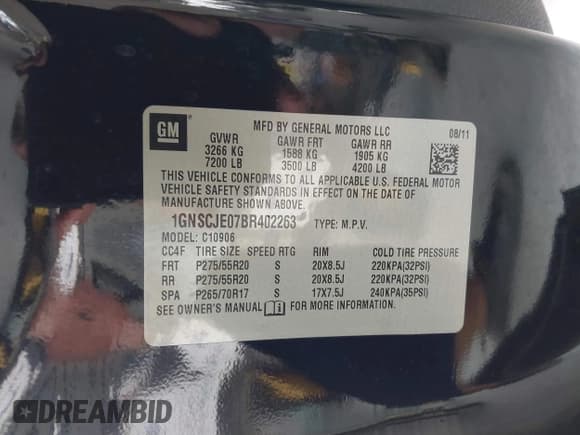 GM
MFD BY GENERAL MOTORS LLC 08/11
GVWR GAWR FRT GAWR RR
3266 KG 1588 KG 1905 KG
7200 LB 3500 LB 4200 LB
THIS VEHICLE CONFORMS TO ALL APPLICABLE U.S. FEDERAL MOTOR
VEHICLE SAFETY STANDARDS IN EFFECT ON THE DATE OF
MANUFACTURE SHOWN ABOVE.
1GNSCJE07BR402263 TYPE: M.P.V.
MODEL: C10906
CC4F TIRE SIZE SPEED RTG RIM COLD TIRE PRESSURE
FRT P275/55R20 S 20X8.5J 220KPA(32PSI)
RR P275/55R20 S 20X8.5J 220KPA(32PSI)
SPA P265/70R17 S 17X7.5J 240KPA(35PSI)
SEE OWNER'S MANUAL FOR MORE INFORMATION.
DREAMBID